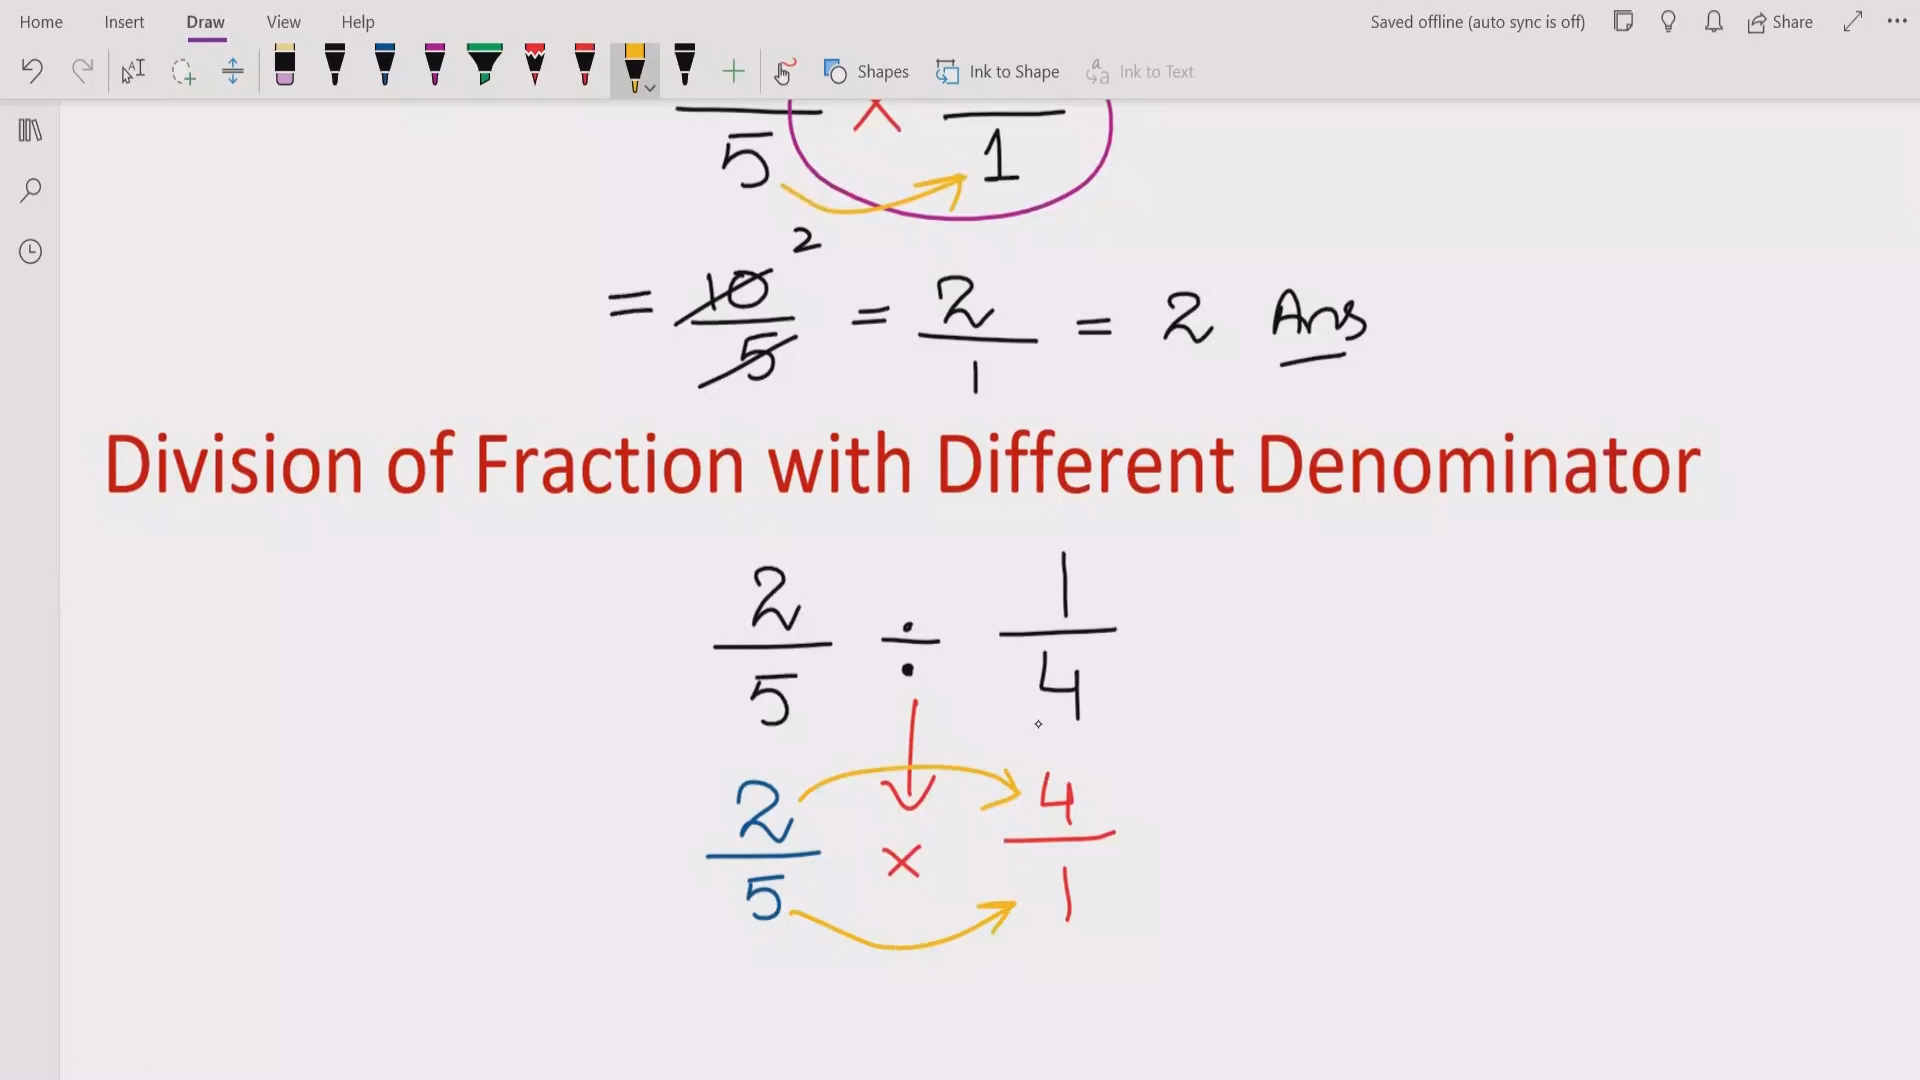 Home Insert Draw View Help Saved offline (auto sync is off) Share
Shapes Ink to Shape Ink to Text
× 
5 1
2
= 10/5 = 2/1 = 2 Ans
Division of Fraction with Different Denominator
2/5 ÷ 1/4
2/5 × 4/1